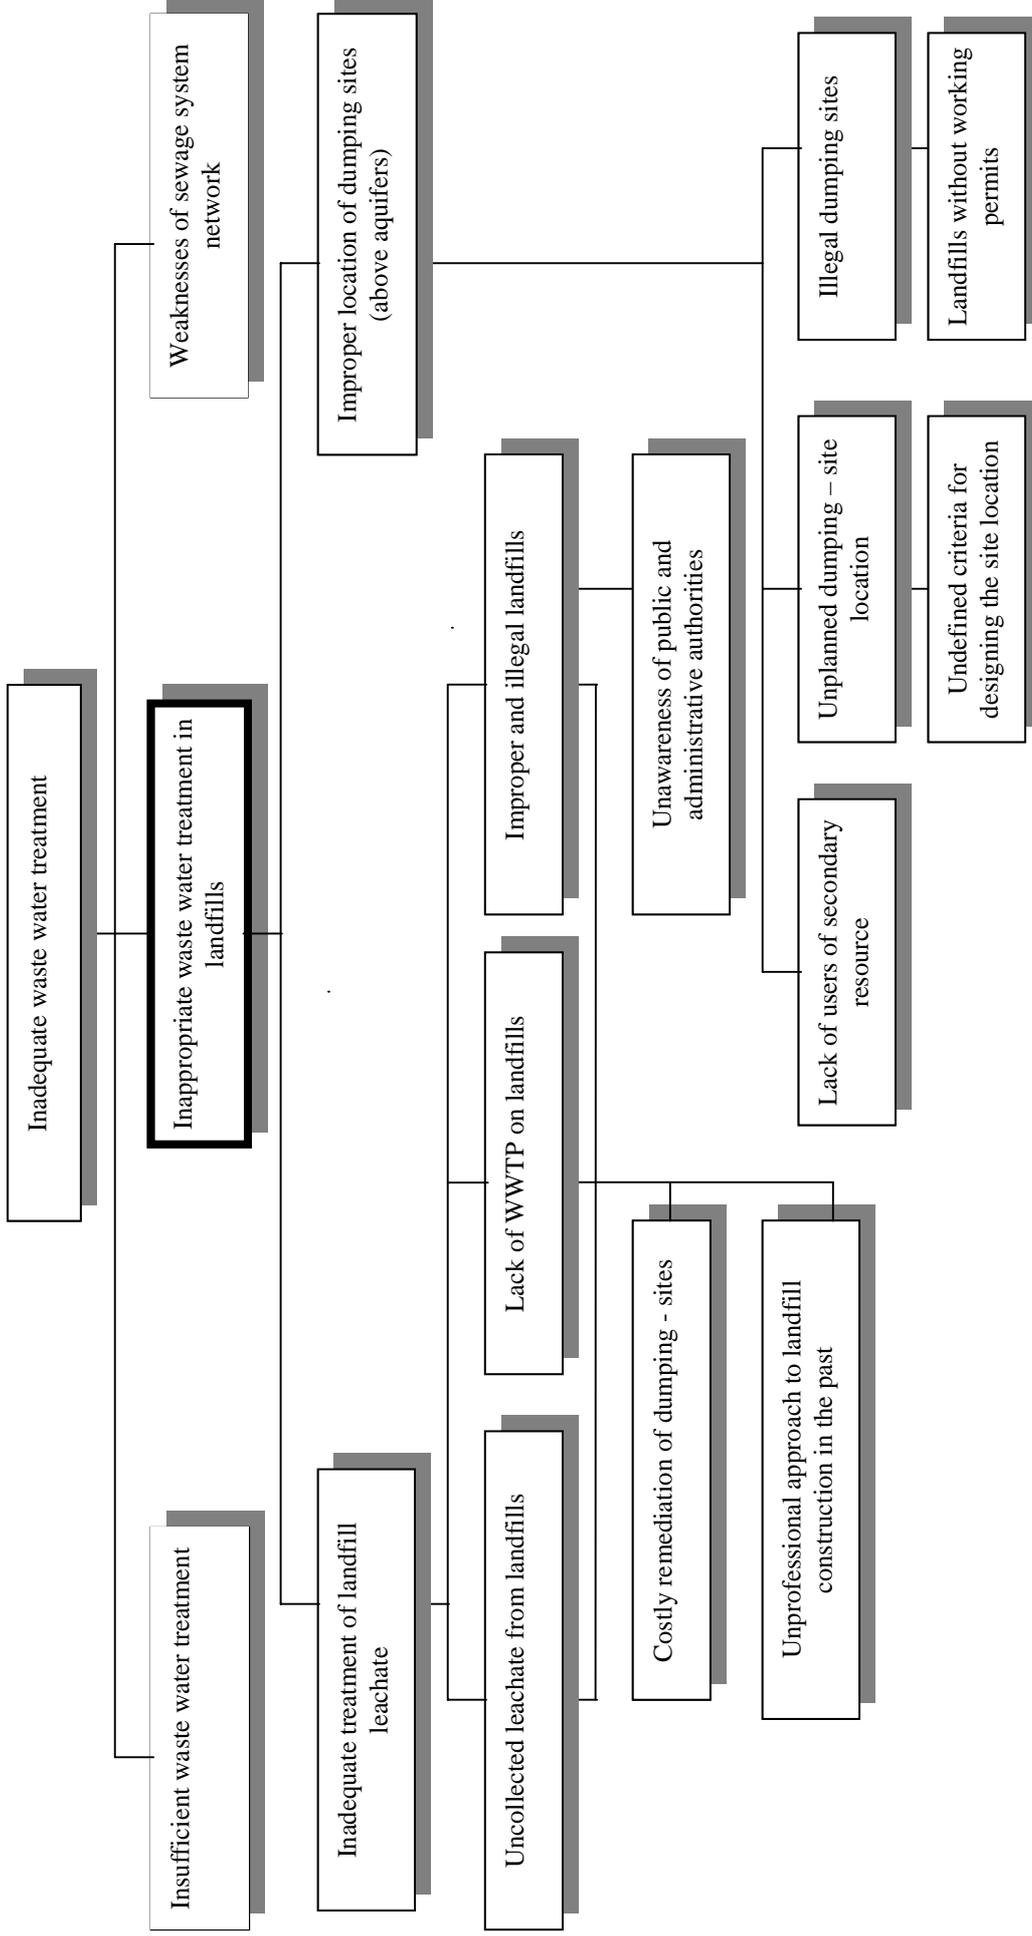 Inadequate waste water treatment
Insufficient waste water treatment
Inappropriate waste water treatment in
landfills
Weaknesses of sewage system
network
Inadequate treatment of landfill
leachate
Improper location of dumping sites
(above aquifers)
Uncollected leachate from landfills
Lack of WWTP on landfills
Improper and illegal landfills
Costly remediation of dumping - sites
Unawareness of public and
administrative authorities
Unprofessional approach to landfill
construction in the past
Lack of users of secondary
resource
Unplanned dumping – site
location
Illegal dumping sites
Undefined criteria for
designing the site location
Landfills without working
permits